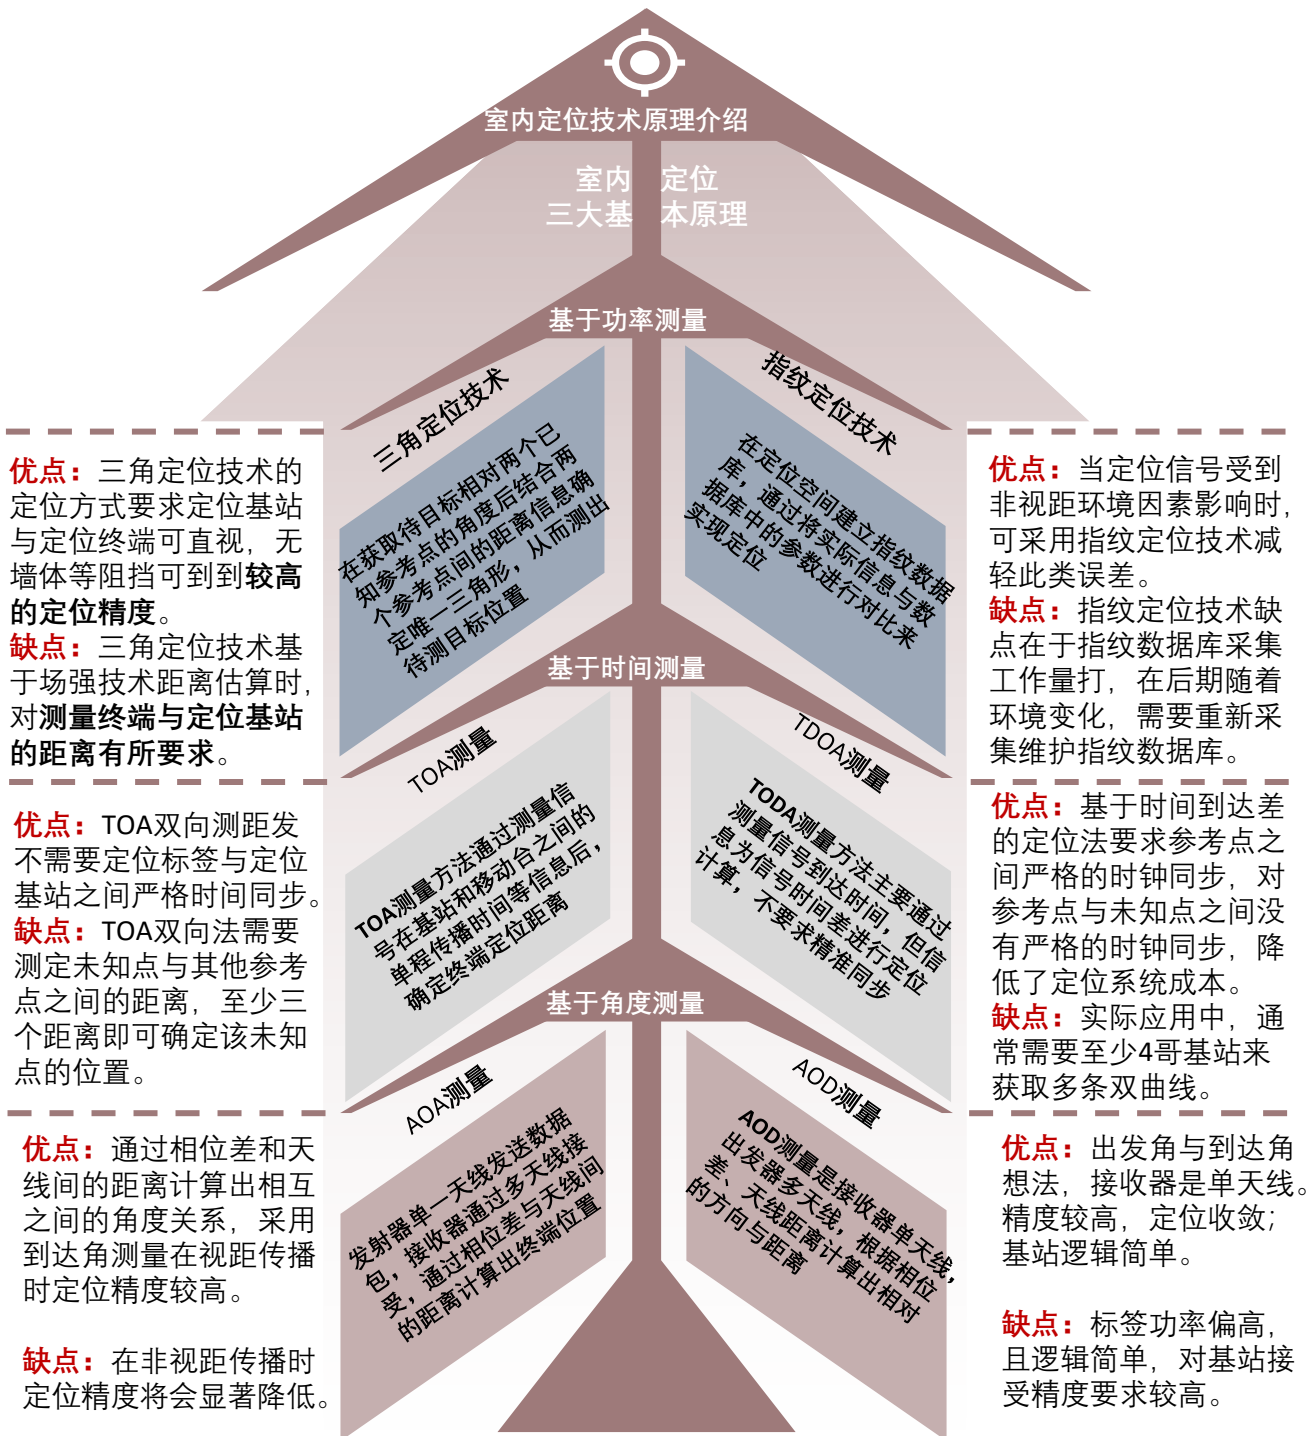 室内定位技术原理介绍
室内 定位
三大基 本原理
基于功率测量
三角定位技术
在获取待目标相对两个已
知参考点的角度后结合两
个参考点间的距离信息确
定唯一三角形，从而测出
待测目标位置
指纹定位技术
在定位空间建立指纹数据
库，通过将实际信息与数
据库中的参数进行对比来
实现定位
优点：三角定位技术的
定位方式要求定位基站
与定位终端可直视，无
墙体等阻挡可到到较高
的定位精度。
缺点：三角定位技术基
于场强技术距离估算时，
对测量终端与定位基站
的距离有所要求。
优点：当定位信号受到
非视距环境因素影响时，
可采用指纹定位技术减
轻此类误差。
缺点：指纹定位技术缺
点在于指纹数据库采集
工作量打，在后期随着
环境变化，需要重新采
集维护指纹数据库。
基于时间测量
TOA测量
TOA测量方法通过测量信
号在基站和移动台之间的
单程传播时间等信息后，
确定终端定位距离
TDOA测量
TODA测量方法主要通过
测量信号到达时间，但信
息为信号时间差进行定位
计算，不要求精准同步
优点：TOA双向测距发
不需要定位标签与定位
基站之间严格时间同步。
缺点：TOA双向法需要
测定未知点与其他参考
点之间的距离，至少三
个距离即可确定该未知
点的位置。
优点：基于时间到达差
的定位法要求参考点之
间严格的时钟同步，对
参考点与未知点之间没
有严格的时钟同步，降
低了定位系统成本。
缺点：实际应用中，通
常需要至少4哥基站来
获取多条双曲线。
基于角度测量
AOA测量
发射器单一天线发送数据
包，接收器通过多天线接
受，通过相位差与天线间
的距离计算出终端位置
AOD测量
AOD测量是接收器单天线，
出发器多天线，根据相位
差、天线距离计算出相对
的方向与距离
优点：通过相位差和天
线间的距离计算出相互
之间的角度关系，采用
到达角测量在视距传播
时定位精度较高。
缺点：在非视距传播时
定位精度将会显著降低。
优点：出发角与到达角
想法，接收器是单天线。
精度较高，定位收敛；
基站逻辑简单。
缺点：标签功率偏高，
且逻辑简单，对基站接
受精度要求较高。